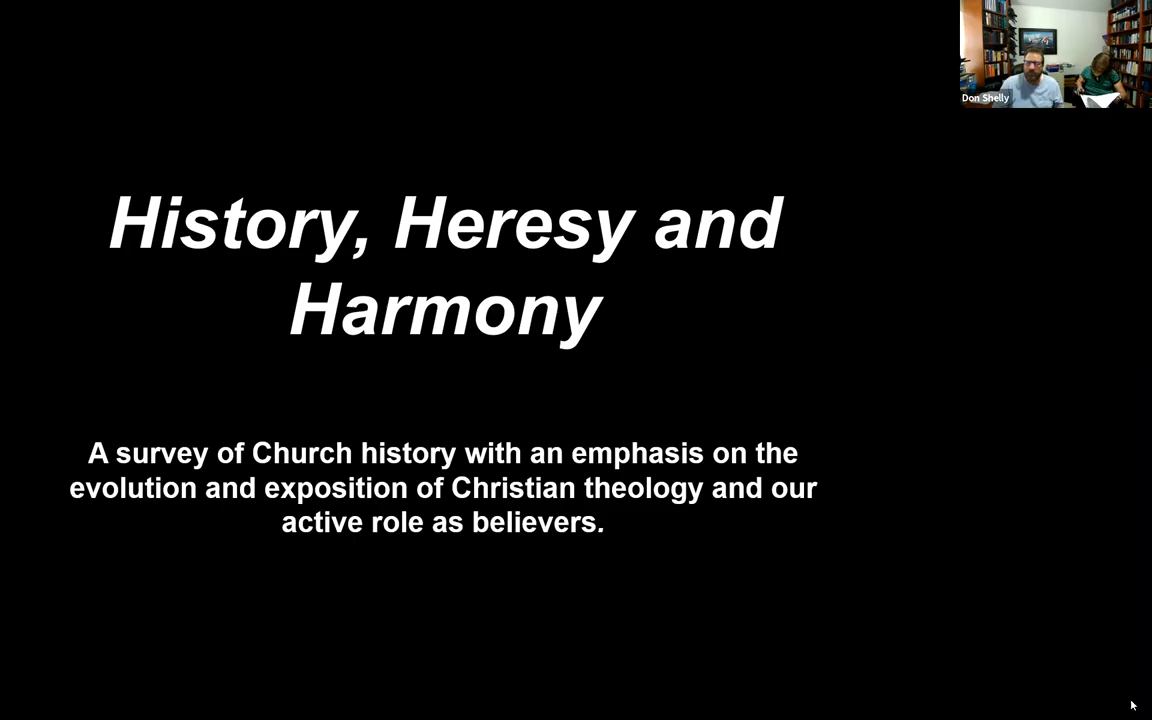 Don Shelly
History, Heresy and
Harmony
A survey of Church history with an emphasis on the
evolution and exposition of Christian theology and our
active role as believers.